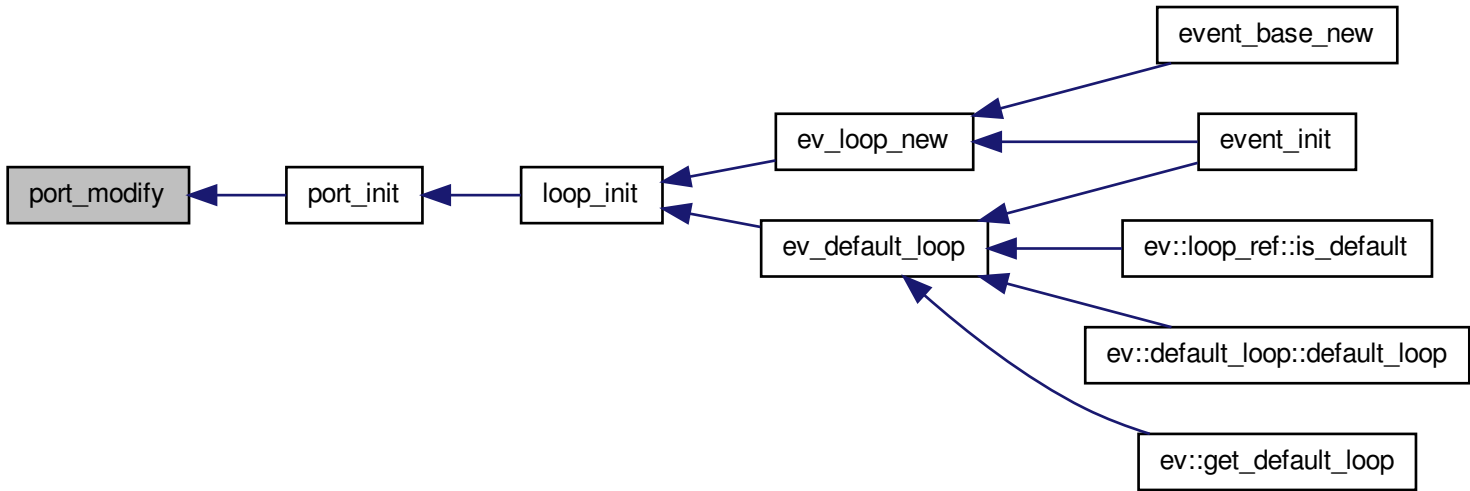 event_base_new
ev_loop_new
event_init
port_modify
port_init
loop_init
ev_default_loop
ev::loop_ref::is_default
ev::default_loop::default_loop
ev::get_default_loop